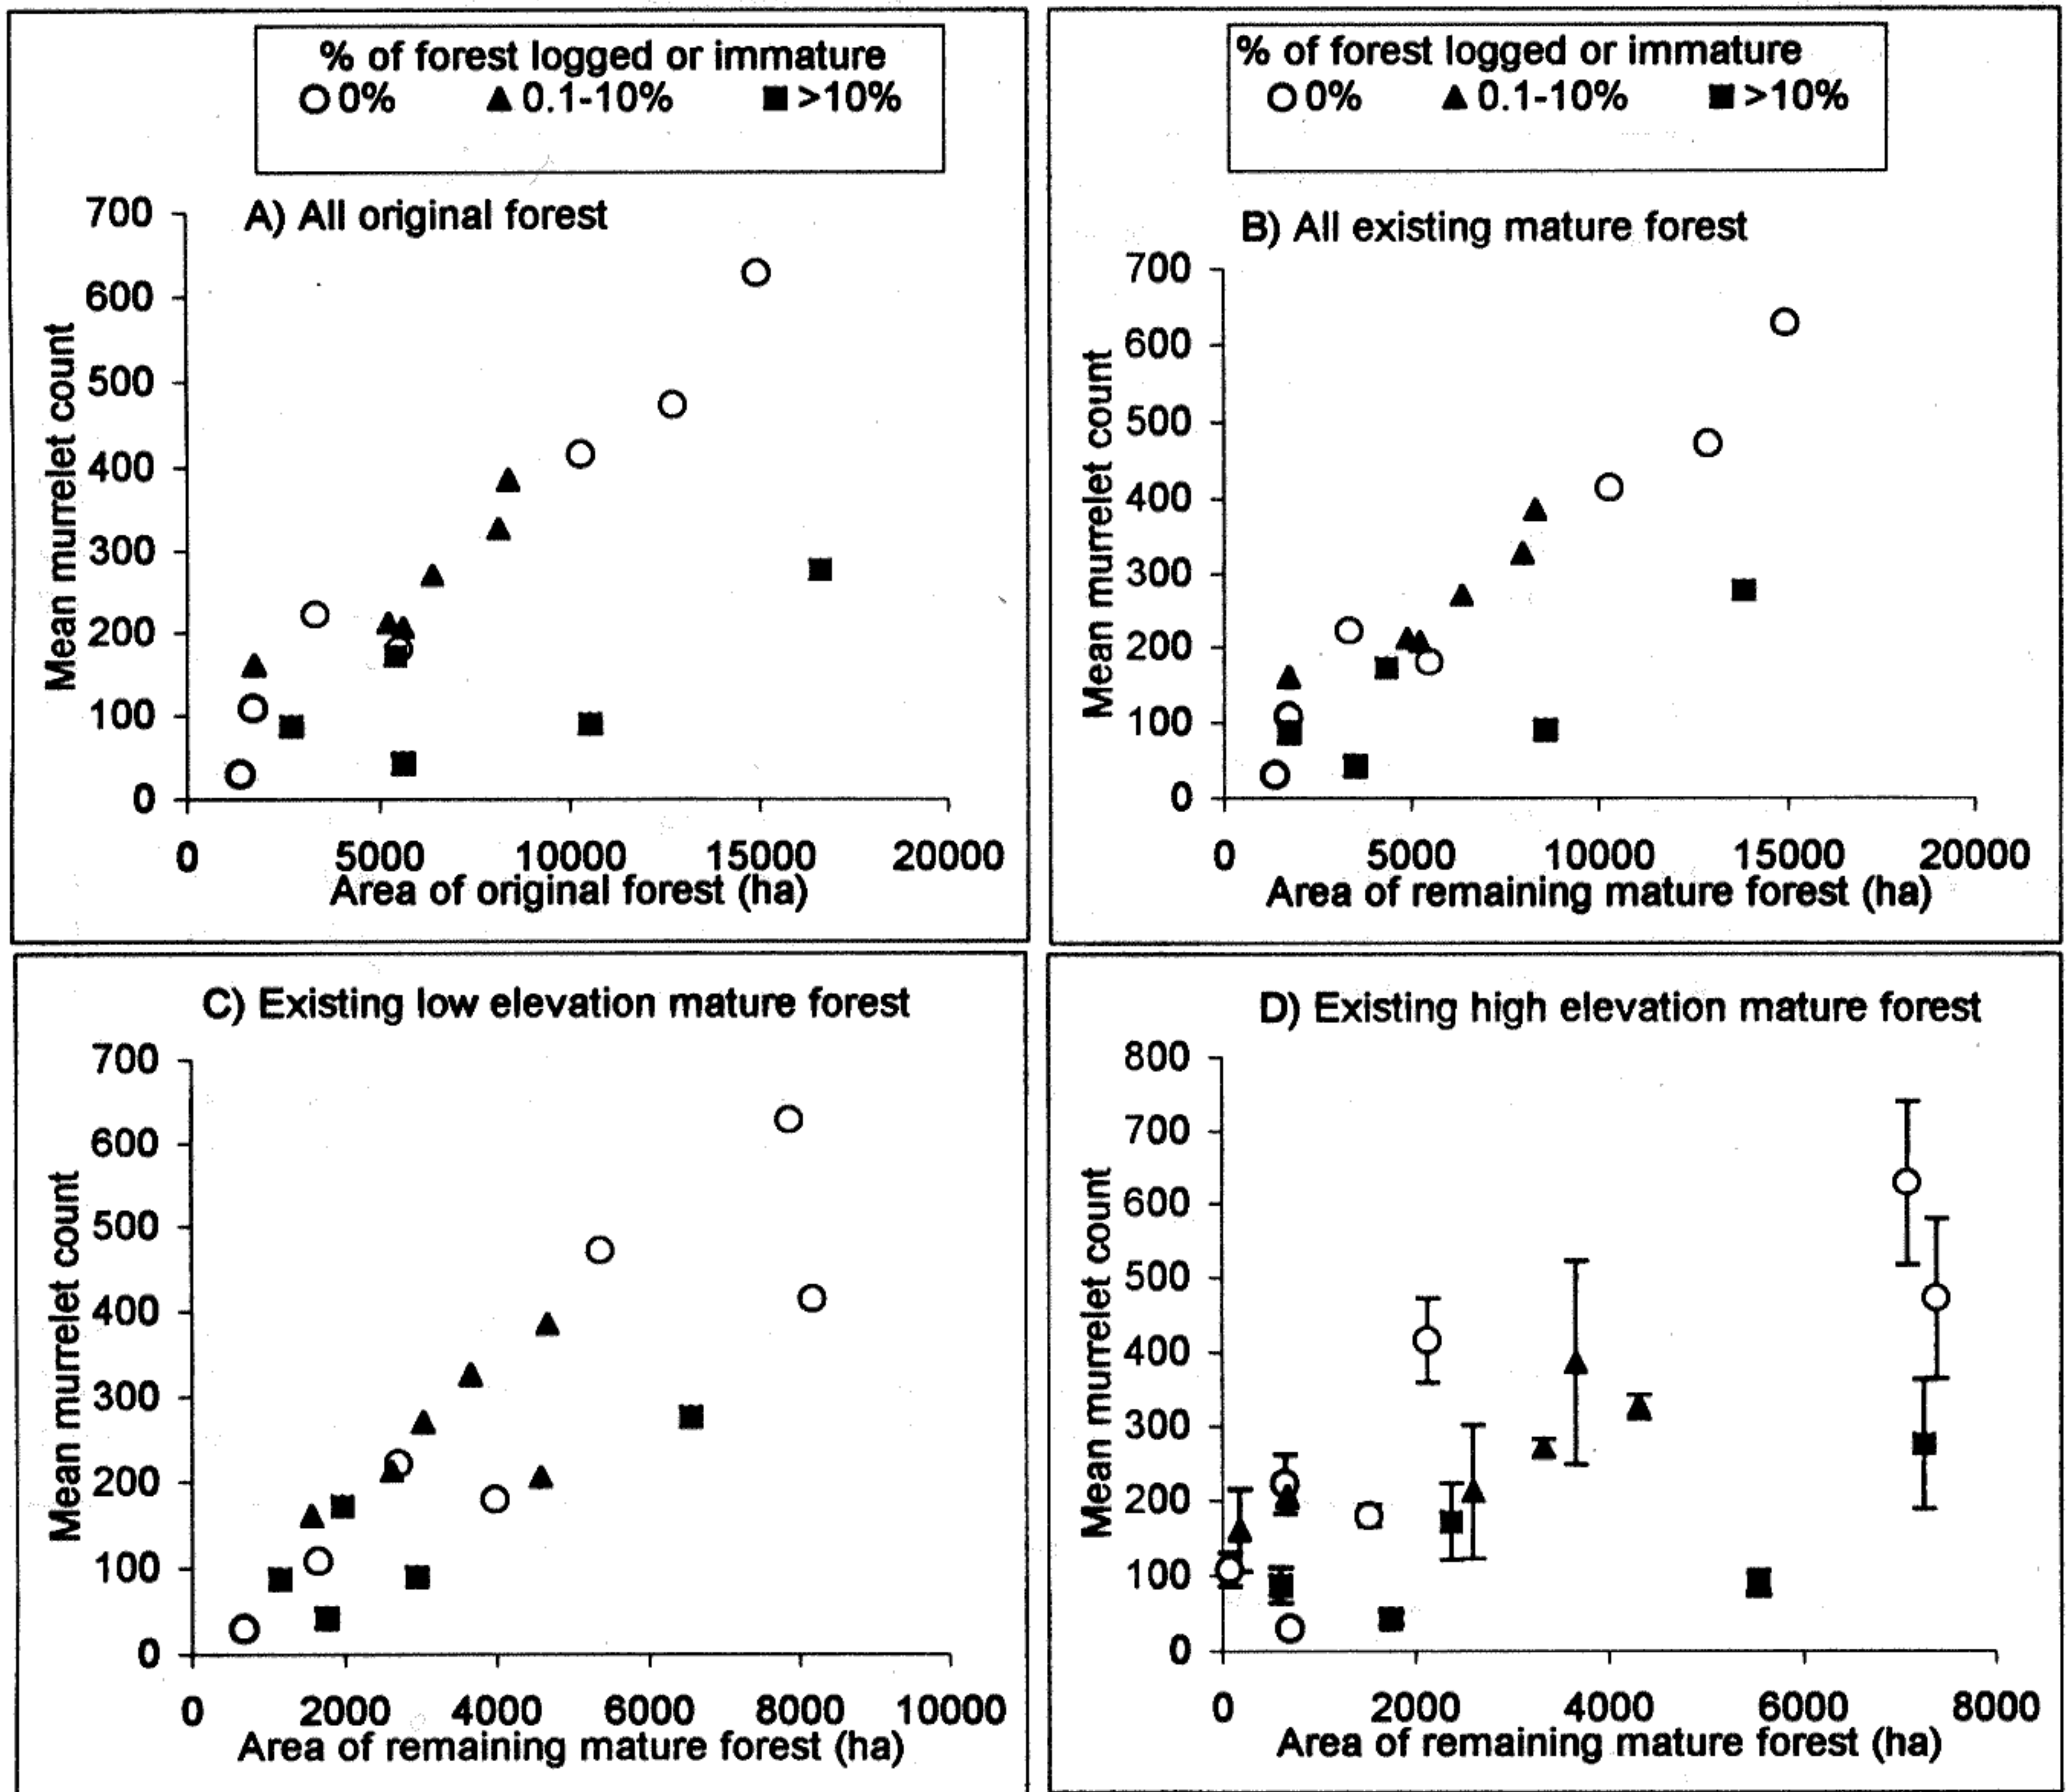 % of forest logged or immature
○ 0% ▲ 0.1-10% ■ >10%
A) All original forest
Mean murrelet count
700
600
500
400
300
200
100
0
0 5000 10000 15000 20000
Area of original forest (ha)
% of forest logged or immature
○ 0% ▲ 0.1-10% ■ >10%
B) All existing mature forest
Mean murrelet count
700
600
500
400
300
200
100
0
0 5000 10000 15000 20000
Area of remaining mature forest (ha)
C) Existing low elevation mature forest
Mean murrelet count
700
600
500
400
300
200
100
0
0 2000 4000 6000 8000 10000
Area of remaining mature forest (ha)
D) Existing high elevation mature forest
Mean murrelet count
800
700
600
500
400
300
200
100
0
0 2000 4000 6000 8000
Area of remaining mature forest (ha)